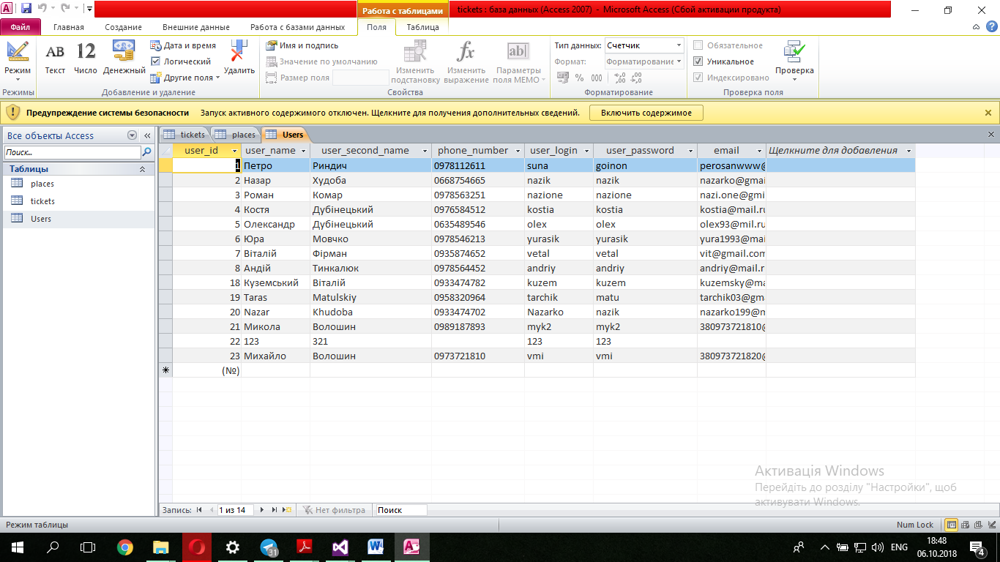 Работа с таблицами
tickets : база данных (Access 2007) - Microsoft Access (Сбой активации продукта)
Файл Главная Создание Внешние данные Работа с базами данных Поля Таблица
Режим
Режимы
АВ Текст
12 Число
Денежный
Дата и время
Логический
Другие поля
Удалить
Добавление и удаление
Имя и подпись
Значение по умолчанию
Размер поля
Изменить подстановку
Изменить выражение
Параметры поля МЕМО
Свойства
Тип данных: Счетчик
Формат: Форматирование
% 000
Форматирование
Обязательное
Уникальное
Индексировано
Проверка
Проверка поля
Предупреждение системы безопасности Запуск активного содержимого отключен. Щелкните для получения дополнительных сведений. Включить содержимое
Все объекты Access
Поиск...
Таблицы
places
tickets
Users
tickets places Users
user_id user_name user_second_name phone_number user_login user_password email Щелкните для добавления
1 Петро Риндич 0978112611 suna goinon perosanwww@
2 Назар Худоба 0668754665 nazik nazik nazarko@gmai
3 Роман Комар 0978563251 nazione nazione nazi.one@gmi
4 Костя Дубінецький 0976584512 kostia kostia kostia@mail.ru
5 Олександр Дубінецький 0635489546 olex olex olex93@mil.ru
6 Юра Мовчко 0978546213 yurasik yurasik yura1993@mai
7 Віталій Фірман 0935874652 vetal vetal vit@gmail.com
8 Андій Тинкалюк 0978564452 andriy andriy andriy@mail.r
18 Куземський Віталій 0933474782 kuzem kuzem kuzemsky@ma
19 Taras Matulskiy 0958320964 tarchik matu tarchik03@gm
20 Nazar Khudoba 0933474702 Nazarko nazik nazarko199@m
21 Микола Волошин 0989187893 myk2 myk2 380973721810@
22 123 321 123 123
23 Михайло Волошин 0973721810 vmi vmi 380973721820@
(№)
Активація Windows
Перейдіть до розділу "Настройки", щоб
активувати Windows.
Запись: 1 из 14 Нет фильтра Поиск
Режим таблицы Num Lock
31
ENG
18:48
06.10.2018
4